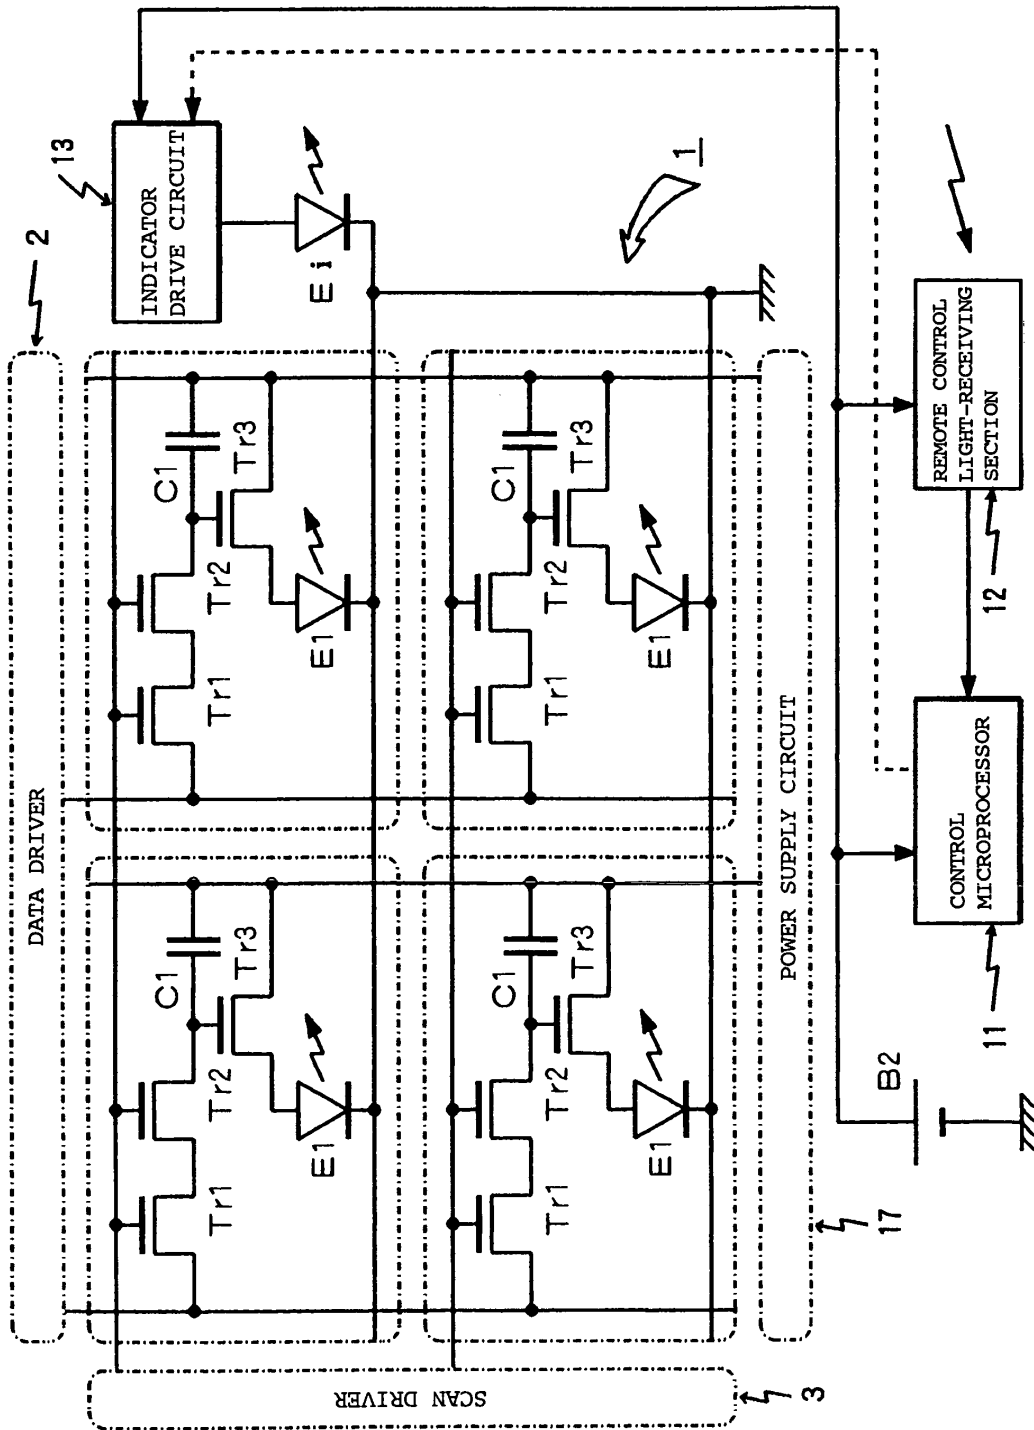 DATA DRIVER
2
13
INDICATOR
DRIVE CIRCUIT
C1
C1
Tr1
Tr2
Tr3
Tr1
Tr2
Tr3
E1
E1
Ei
SCAN DRIVER
C1
C1
Tr1
Tr2
Tr3
Tr1
Tr2
Tr3
E1
E1
1
3
POWER SUPPLY CIRCUIT
17
B2
11
CONTROL
MICROPROCESSOR
12
REMOTE CONTROL
LIGHT-RECEIVING
SECTION